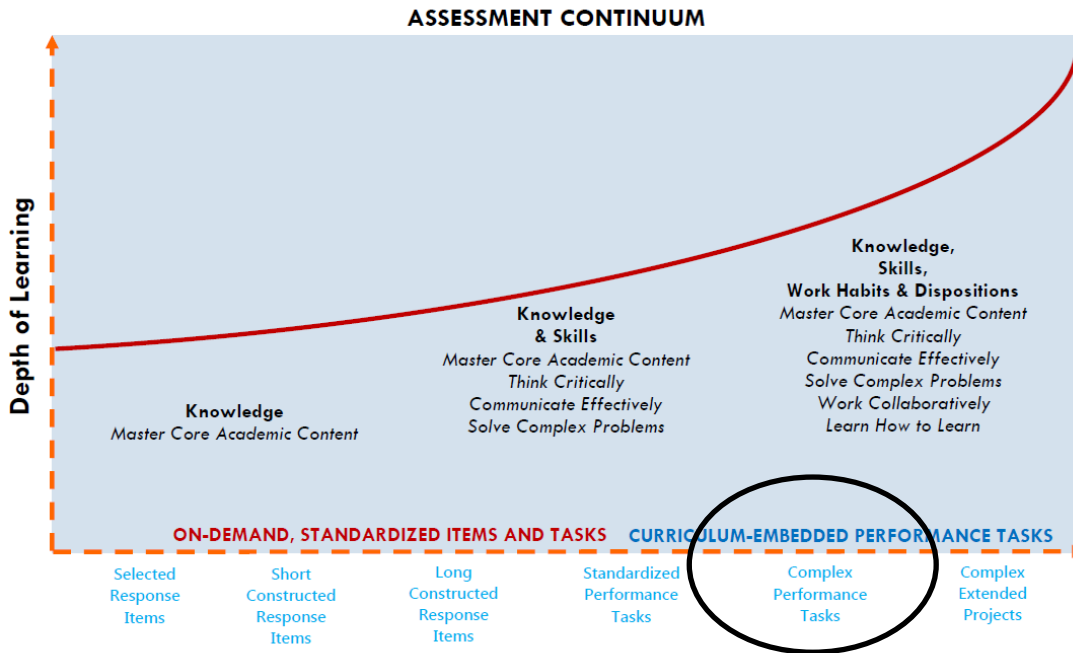 ASSESSMENT CONTINUUM
Depth of Learning
Knowledge
Master Core Academic Content
Knowledge
& Skills
Master Core Academic Content
Think Critically
Communicate Effectively
Solve Complex Problems
Knowledge,
Skills,
Work Habits & Dispositions
Master Core Academic Content
Think Critically
Communicate Effectively
Solve Complex Problems
Work Collaboratively
Learn How to Learn
ON-DEMAND, STANDARDIZED ITEMS AND TASKS
CURRICULUM-EMBEDDED PERFORMANCE TASKS
Selected
Response
Items
Short
Constructed
Response
Items
Long
Constructed
Response
Items
Standardized
Performance
Tasks
Complex
Performance
Tasks
Complex
Extended
Projects